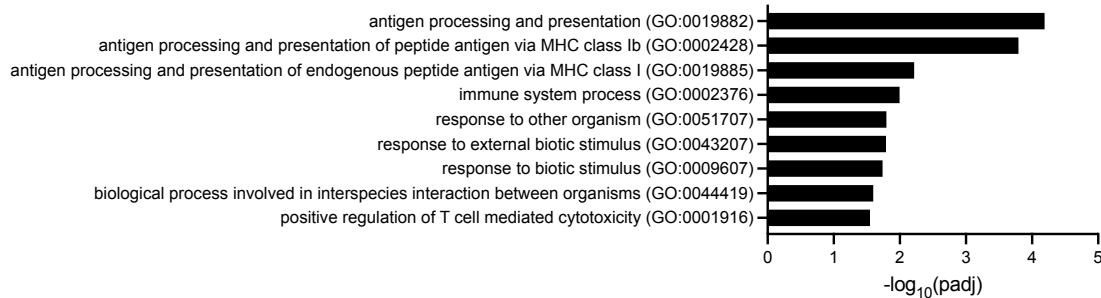 antigen processing and presentation (GO:0019882)
antigen processing and presentation of peptide antigen via MHC class Ib (GO:0002428)
antigen processing and presentation of endogenous peptide antigen via MHC class I (GO:0019885)
immune system process (GO:0002376)
response to other organism (GO:0051707)
response to external biotic stimulus (GO:0043207)
response to biotic stimulus (GO:0009607)
biological process involved in interspecies interaction between organisms (GO:0044419)
positive regulation of T cell mediated cytotoxicity (GO:0001916)
0 1 2 3 4 5
-log10(padj)